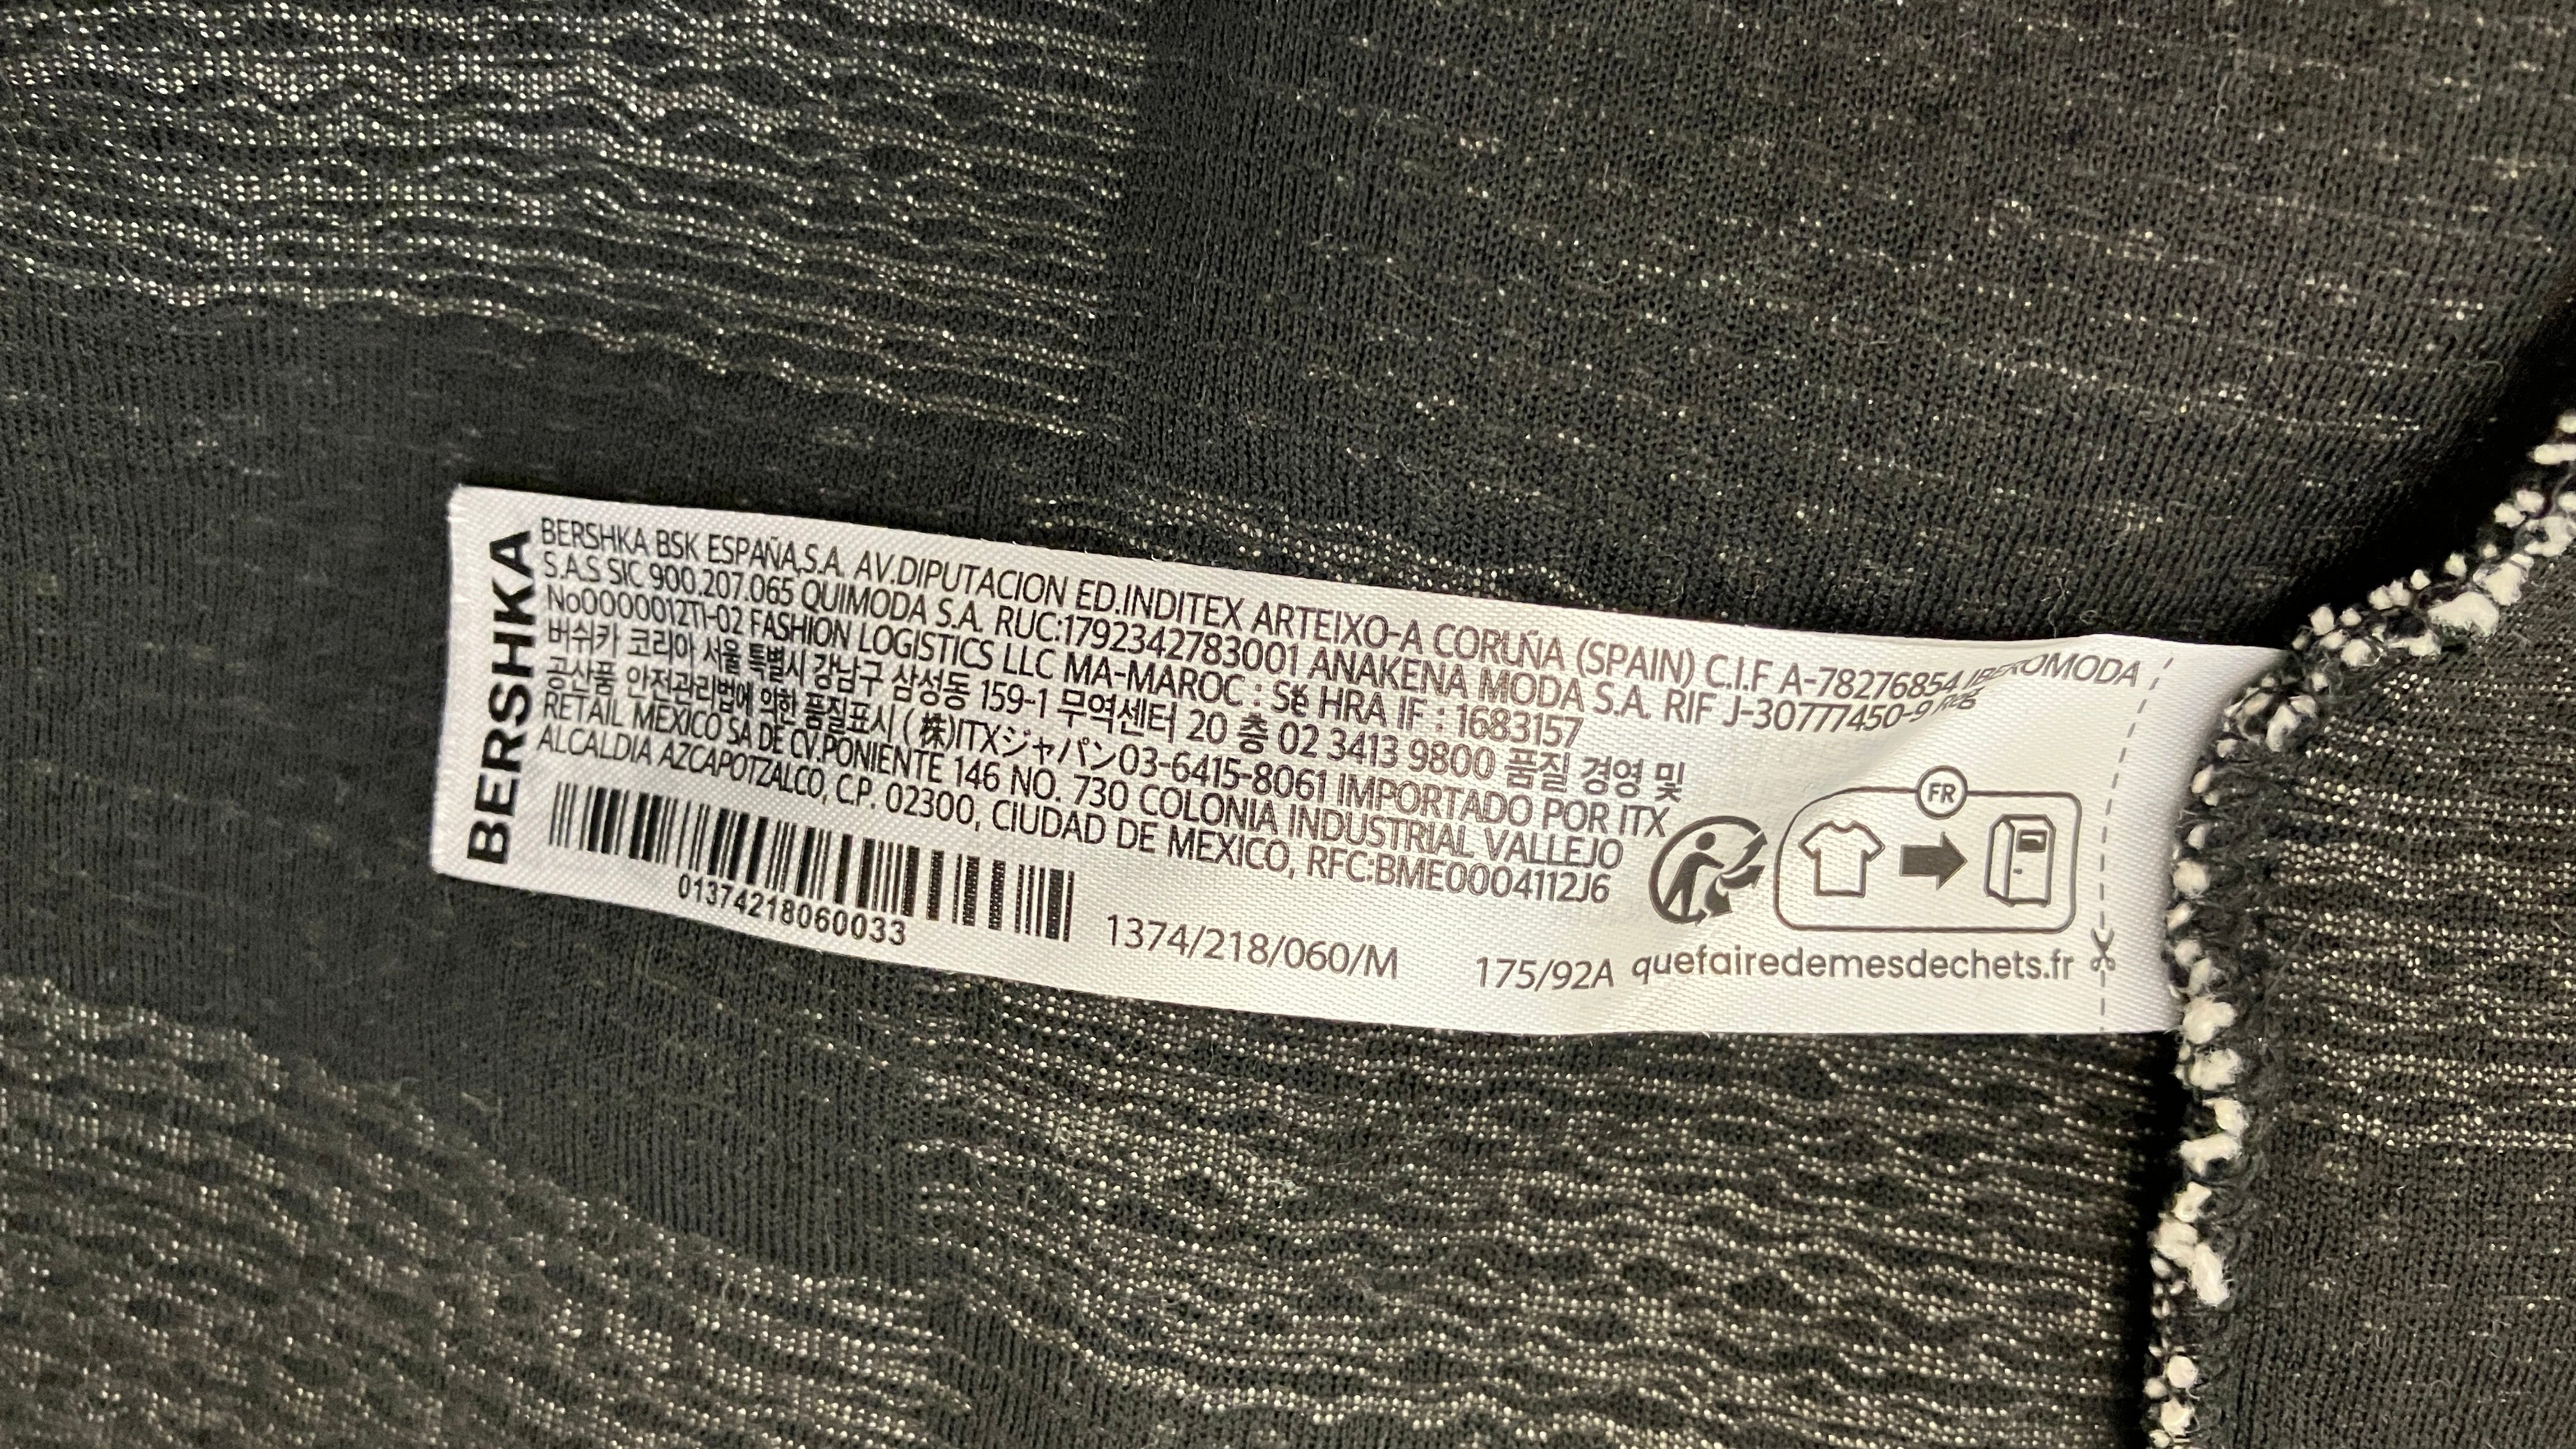 BERSHKA
BERSHKA BSK ESPAÑA,S.A. AV.DIPUTACION ED.INDITEX ARTEIXO-A CORUÑA (SPAIN) C.I.F A-78276854 IBEROMODA
S.A.S SIC 900.207.065 QUIMODA S.A. RUC:1792342783001 ANAKENA MODA S.A. RIF J-30777450-9 Reg
No0000012TI-02 FASHION LOGISTICS LLC MA-MAROC : Sté HRA IF : 1683157
버쉬카 코리아 서울 특별시 강남구 삼성동 159-1 무역센터 20 층 02 3413 9800 품질 경영 및
공산품 안전관리법에 의한 품질표시 (株)ITXジャパン03-6415-8061 IMPORTADO POR ITX
RETAIL MEXICO SA DE CV.PONIENTE 146 NO. 730 COLONIA INDUSTRIAL VALLEJO
ALCALDIA AZCAPOTZALCO, C.P. 02300, CIUDAD DE MEXICO, RFC:BME0004112J6
FR
01374218060033
1374/218/060/M
175/92A
quefairedemesdechets.fr